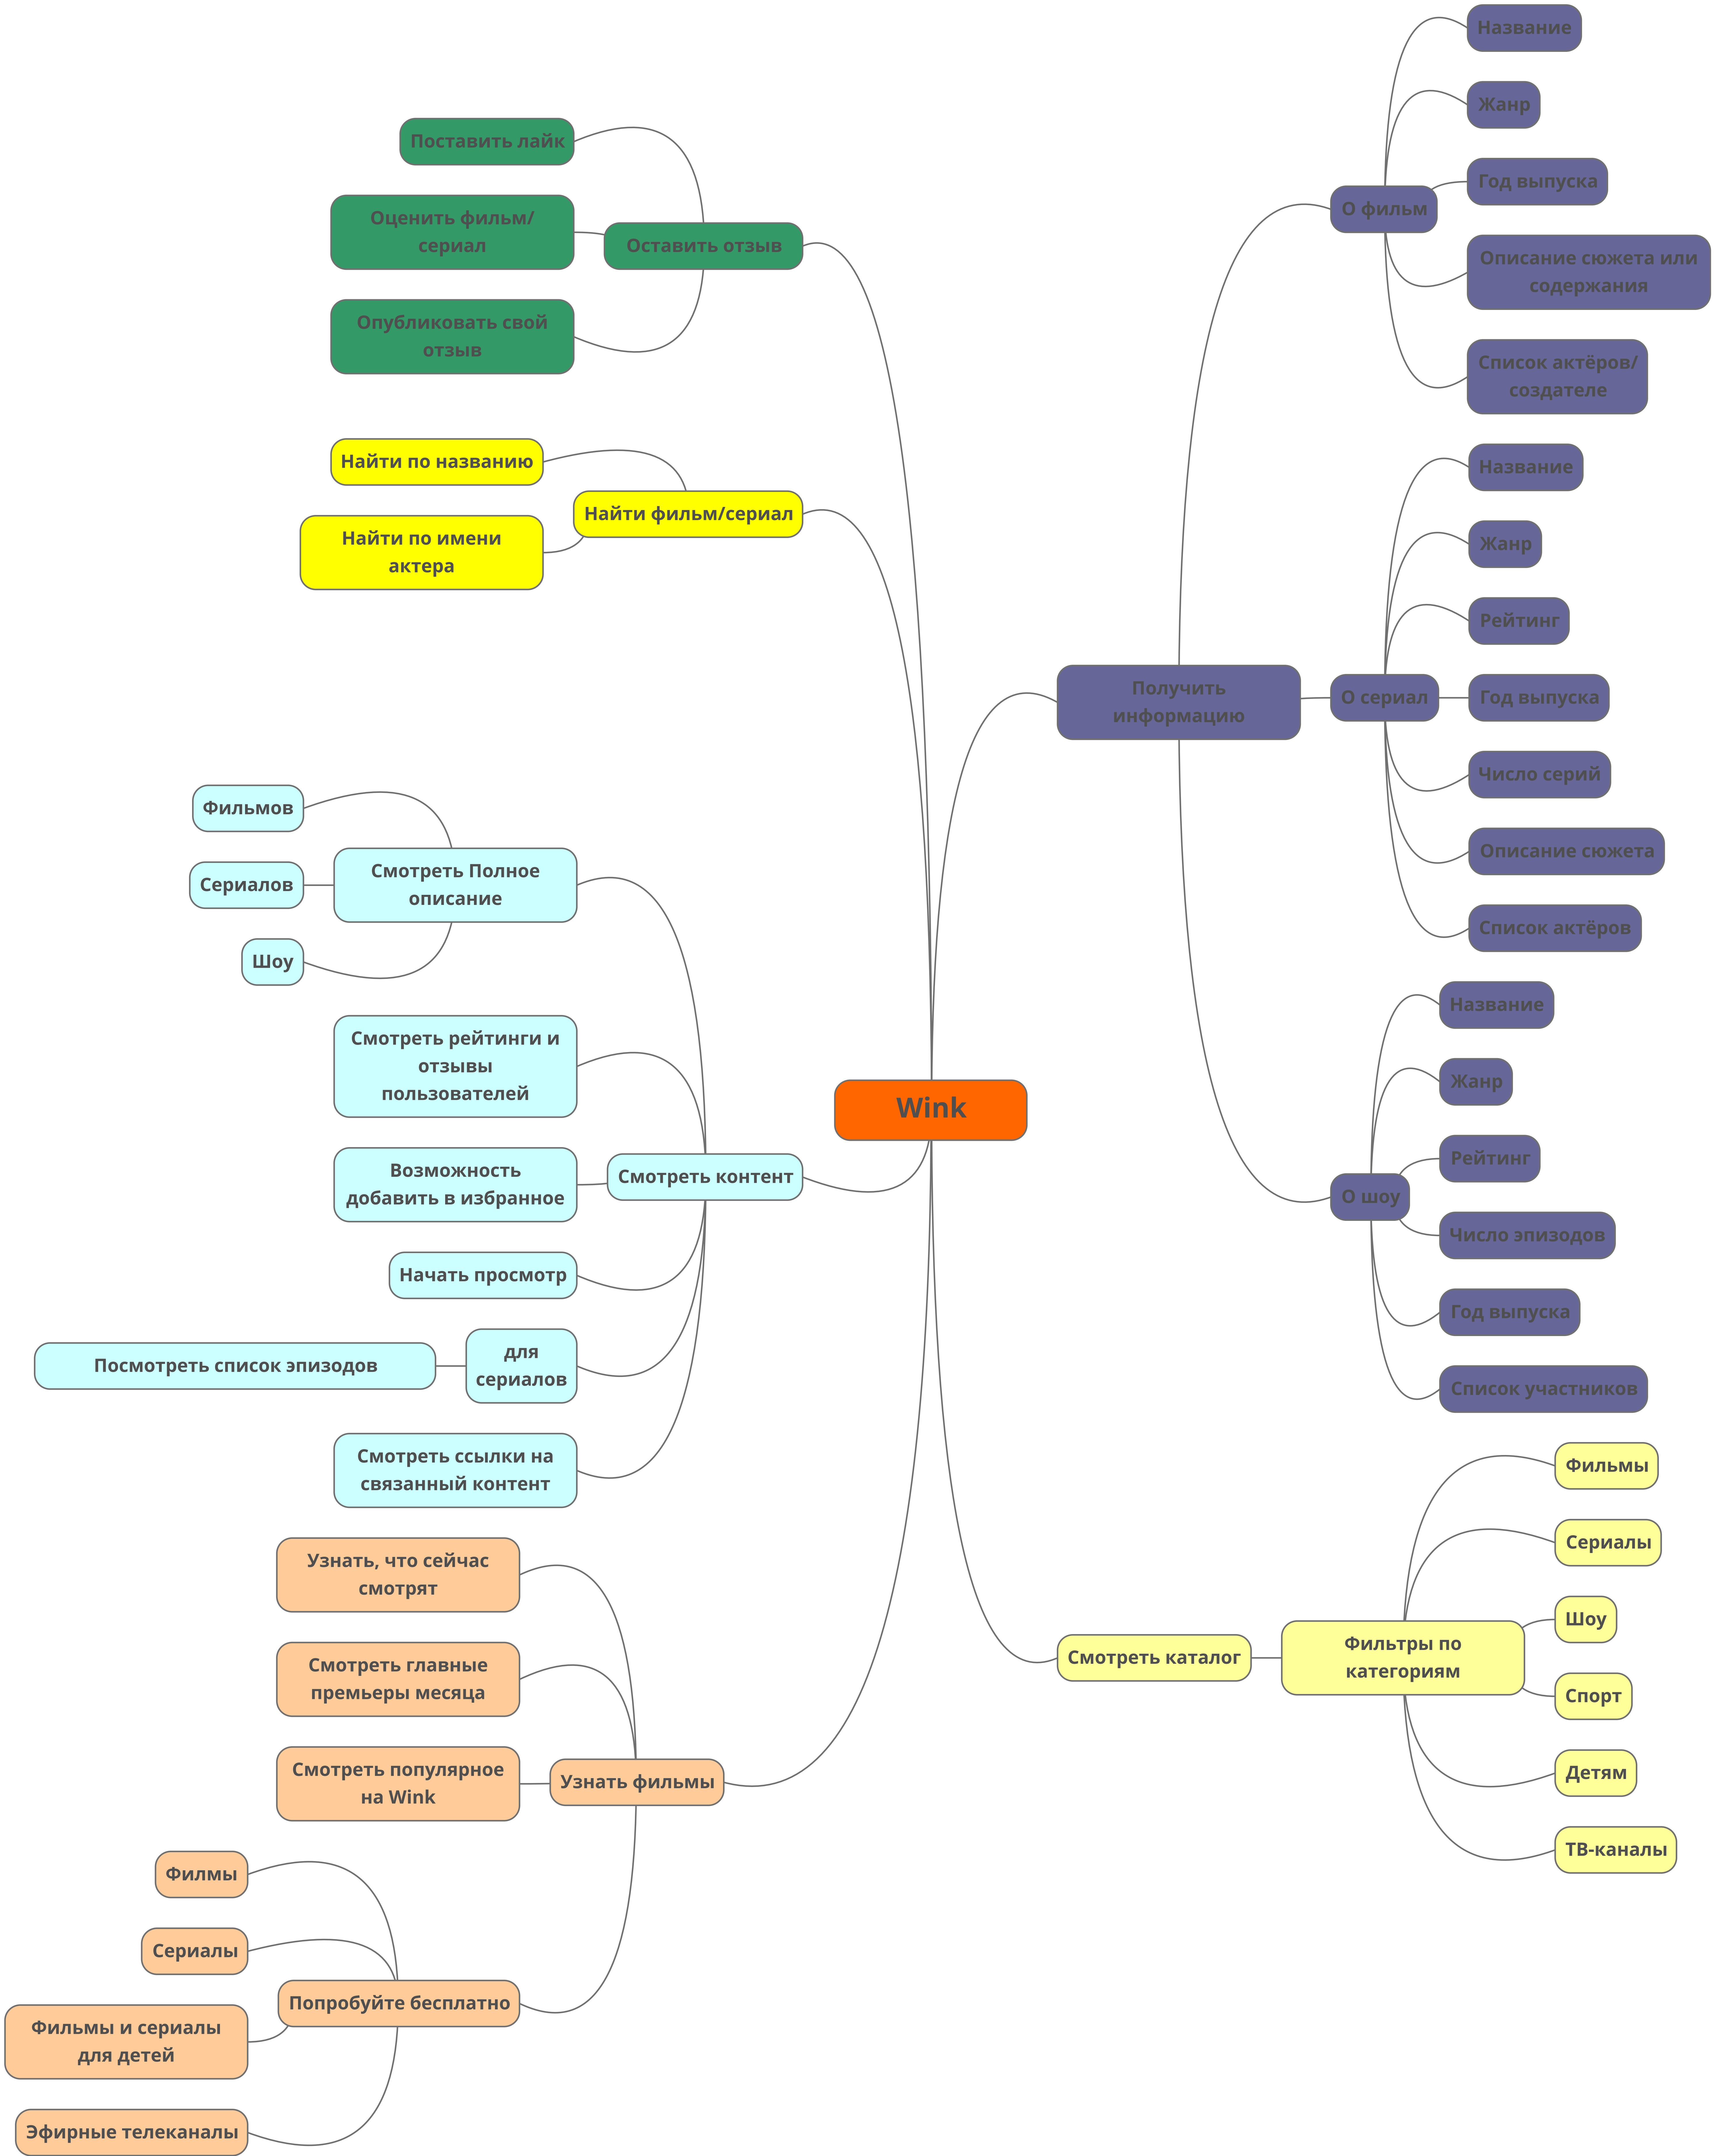 Wink
Оставить отзыв
Поставить лайк
Оценить фильм/
сериал
Опубликовать свой
отзыв
Найти фильм/сериал
Найти по названию
Найти по имени
актера
Смотреть контент
Смотреть Полное
описание
Фильмов
Сериалов
Шоу
Смотреть рейтинги и
отзывы
пользователей
Возможность
добавить в избранное
Начать просмотр
для
сериалов
Посмотреть список эпизодов
Смотреть ссылки на
связанный контент
Узнать фильмы
Узнать, что сейчас
смотрят
Смотреть главные
премьеры месяца
Смотреть популярное
на Wink
Попробуйте бесплатно
Филмы
Сериалы
Фильмы и сериалы
для детей
Эфирные телеканалы
Получить
информацию
О фильм
Название
Жанр
Год выпуска
Описание сюжета или
содержания
Список актёров/
создателе
О сериал
Название
Жанр
Рейтинг
Год выпуска
Число серий
Описание сюжета
Список актёров
О шоу
Название
Жанр
Рейтинг
Число эпизодов
Год выпуска
Список участников
Смотреть каталог
Фильтры по
категориям
Фильмы
Сериалы
Шоу
Спорт
Детям
ТВ-каналы